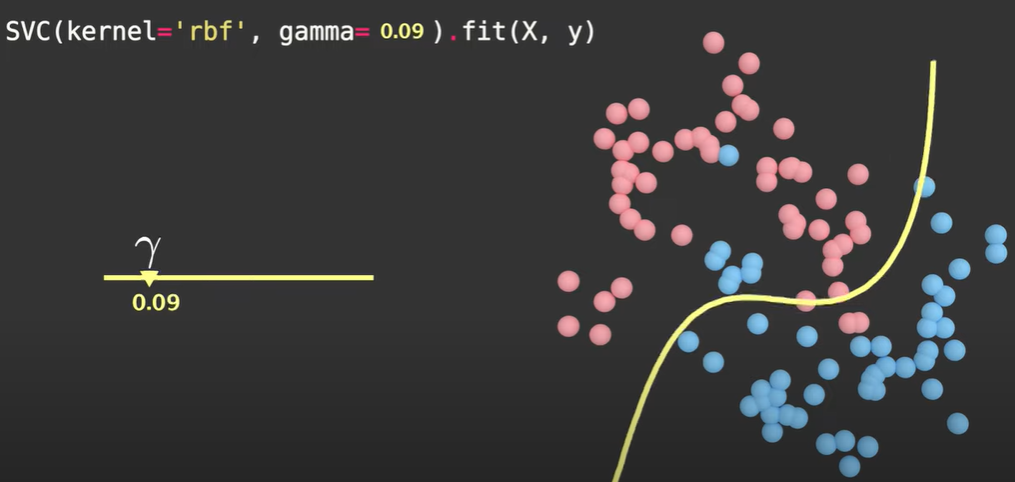 SVC(kernel='rbf', gamma= 0.09 ).fit(X, y)
γ
0.09